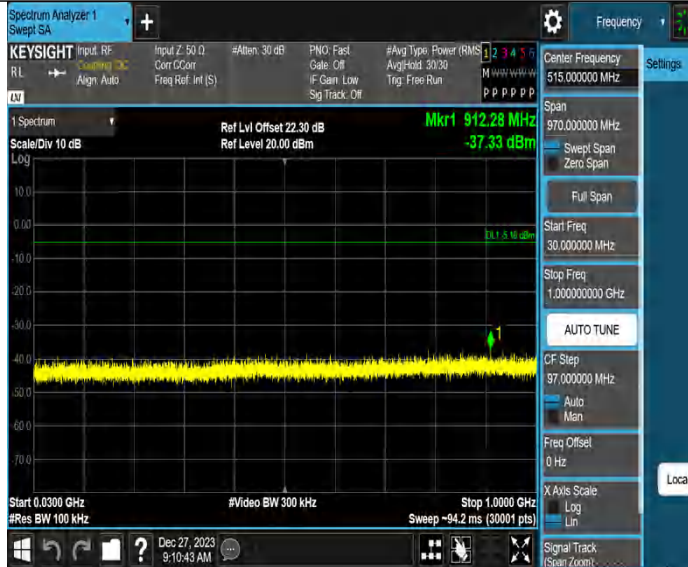 Spectrum Analyzer 1
Swept SA
+
Frequency
KEYSIGHT
Input: RF
Coupling: DC
Align: Auto
Input Z: 50 Ω
Corr CCorr
Freq Ref: Int (S)
#Atten: 30 dB
PNO: Fast
Gate: Off
IF Gain: Low
Sig Track: Off
#Avg Type: Power (RMS
Avg|Hold: 30/30
Trig: Free Run
1 2 3 4 5 6
M W W W W W
P P P P P P
RL
LXI
1 Spectrum
Scale/Div 10 dB
Ref Lvl Offset 22.30 dB
Ref Level 20.00 dBm
Mkr1 912.28 MHz
-37.33 dBm
Log
10.0
0.00
DL1 -5.18 dBm
-10.0
-20.0
-30.0
1
-40.0
-50.0
-60.0
-70.0
Start 0.0300 GHz
#Res BW 100 kHz
#Video BW 300 kHz
Stop 1.0000 GHz
Sweep ~94.2 ms (30001 pts)
Center Frequency
515.000000 MHz
Settings
Span
970.000000 MHz
Swept Span
Zero Span
Full Span
Start Freq
30.000000 MHz
Stop Freq
1.000000000 GHz
AUTO TUNE
CF Step
97.000000 MHz
Auto
Man
Freq Offset
0 Hz
X Axis Scale
Log
Lin
Loca
Signal Track
(Span Zoom)
?
Dec 27, 2023
9:10:43 AM